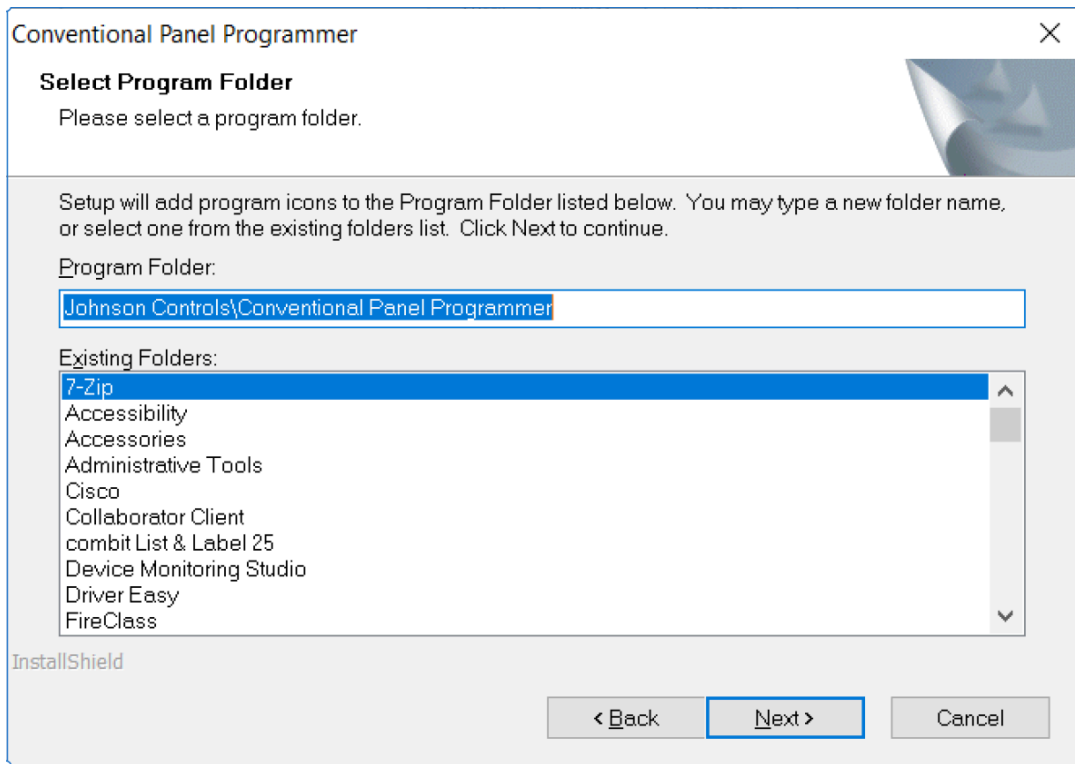 Conventional Panel Programmer
Select Program Folder
Please select a program folder.
Setup will add program icons to the Program Folder listed below.  You may type a new folder name,
or select one from the existing folders list.  Click Next to continue.
Program Folder:
Johnson Controls\Conventional Panel Programmer
Existing Folders:
7-Zip
Accessibility
Accessories
Administrative Tools
Cisco
Collaborator Client
combit List & Label 25
Device Monitoring Studio
Driver Easy
FireClass
InstallShield
< Back Next > Cancel